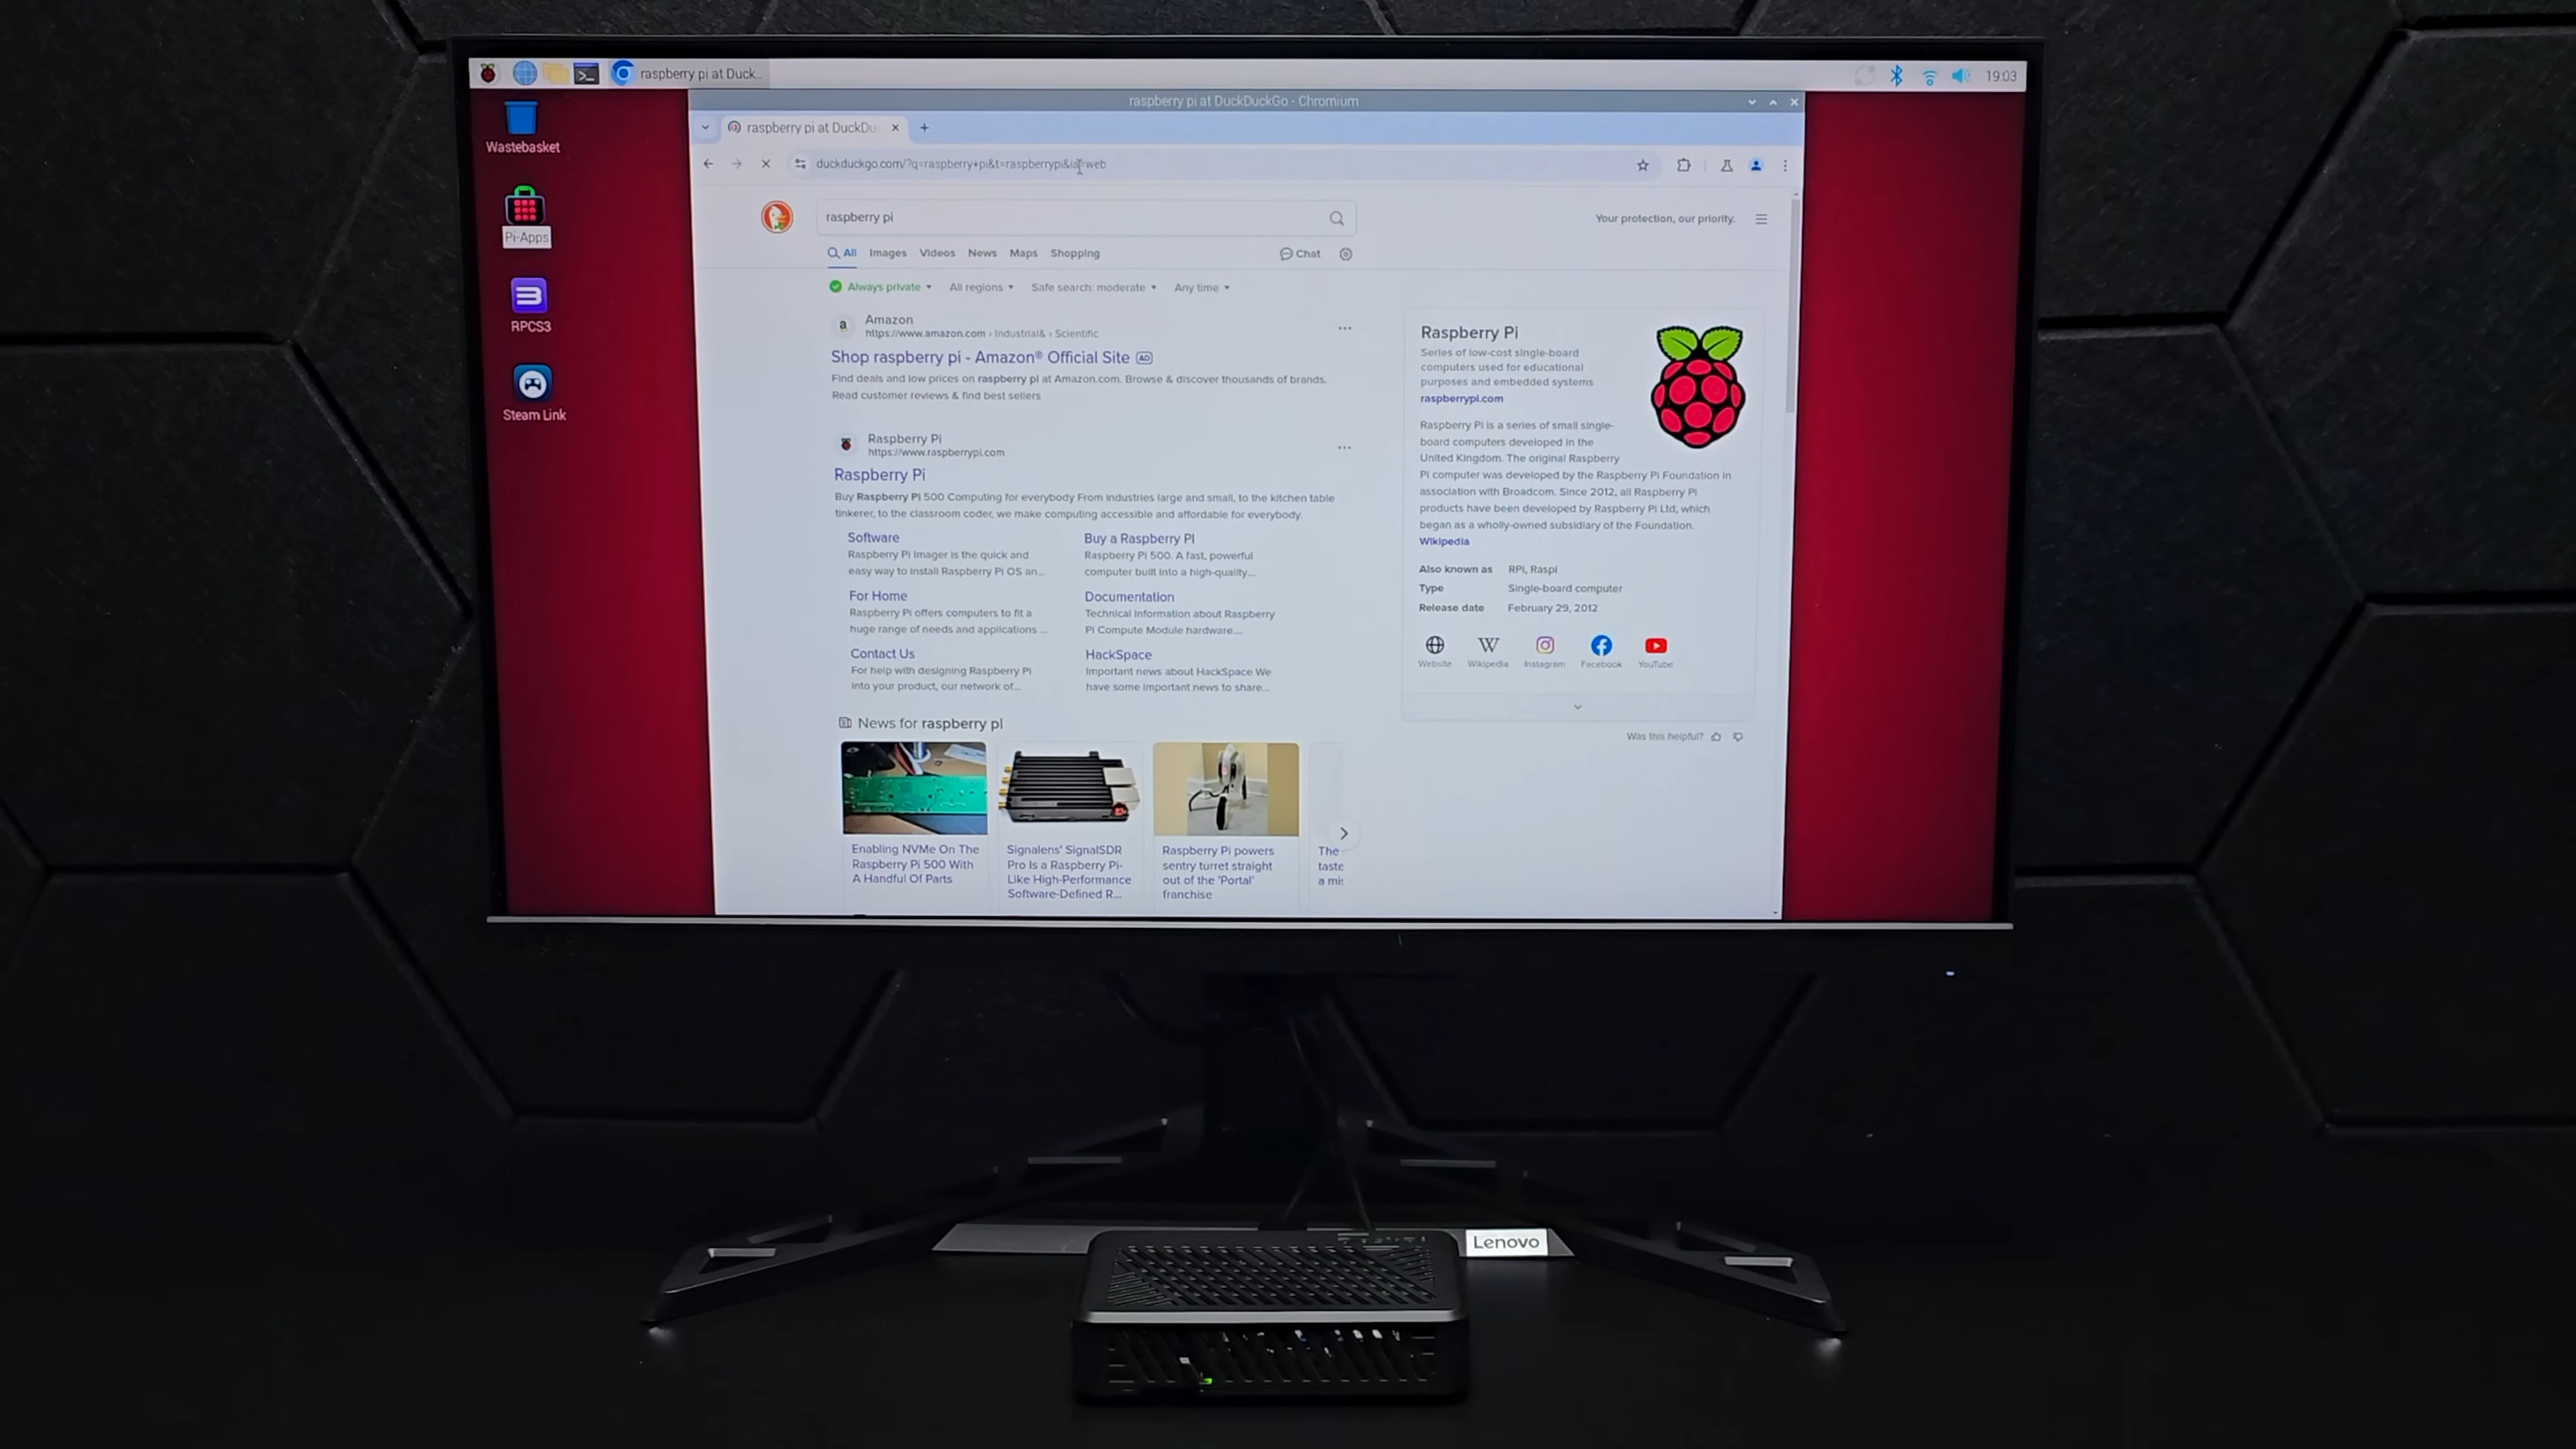 raspberry pi at Duck..
19:03
Wastebasket
Pi-Apps
RPCS3
Steam Link
raspberry pi at DuckDuckGo - Chromium
raspberry pi at DuckDu
duckduckgo.com/?q=raspberry+pi&t=raspberrypi&ia=web
raspberry pi
Your protection, our priority.
All Images Videos News Maps Shopping
Chat
Always private All regions Safe search: moderate Any time
a
Amazon
https://www.amazon.com › Industrial& › Scientific
Shop raspberry pi - Amazon® Official Site AD
Find deals and low prices on raspberry pi at Amazon.com. Browse & discover thousands of brands.
Read customer reviews & find best sellers
Raspberry Pi
https://www.raspberrypi.com
Raspberry Pi
Buy Raspberry Pi 500 Computing for everybody From industries large and small, to the kitchen table
tinkerer, to the classroom coder, we make computing accessible and affordable for everybody.
Software
Raspberry Pi Imager is the quick and
easy way to install Raspberry Pi OS an...
Buy a Raspberry Pi
Raspberry Pi 500. A fast, powerful
computer built into a high-quality...
For Home
Raspberry Pi offers computers to fit a
huge range of needs and applications ...
Documentation
Technical information about Raspberry
Pi Compute Module hardware....
Contact Us
For help with designing Raspberry Pi
into your product, our network of...
HackSpace
Important news about HackSpace We
have some important news to share...
News for raspberry pi
Enabling NVMe On The
Raspberry Pi 500 With
A Handful Of Parts
Signalens' SignalSDR
Pro Is a Raspberry Pi-
Like High-Performance
Software-Defined R...
Raspberry Pi powers
sentry turret straight
out of the 'Portal'
franchise
The
taste
a mis
Raspberry Pi
Series of low-cost single-board
computers used for educational
purposes and embedded systems
raspberrypi.com
Raspberry Pi is a series of small single-
board computers developed in the
United Kingdom. The original Raspberry
Pi computer was developed by the Raspberry Pi Foundation in
association with Broadcom. Since 2012, all Raspberry Pi
products have been developed by Raspberry Pi Ltd, which
began as a wholly-owned subsidiary of the Foundation.
Wikipedia
Also known as RPi, Raspi
Type Single-board computer
Release date February 29, 2012
W
Website Wikipedia Instagram Facebook YouTube
Was this helpful?
Lenovo